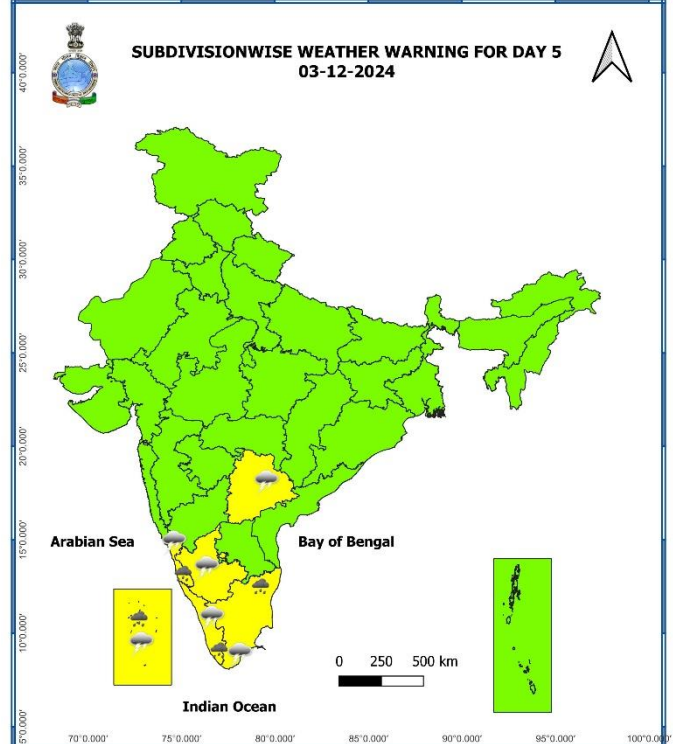 SUBDIVISIONWISE WEATHER WARNING FOR DAY 5
03-12-2024
40°0.000'
35°0.000'
30°0.000'
25°0.000'
20°0.000'
15°0.000'
10°0.000'
5°0.000'
Arabian Sea
Bay of Bengal
0 250 500 km
Indian Ocean
70°0.000' 75°0.000' 80°0.000' 85°0.000' 90°0.000' 95°0.000' 100°0.000'